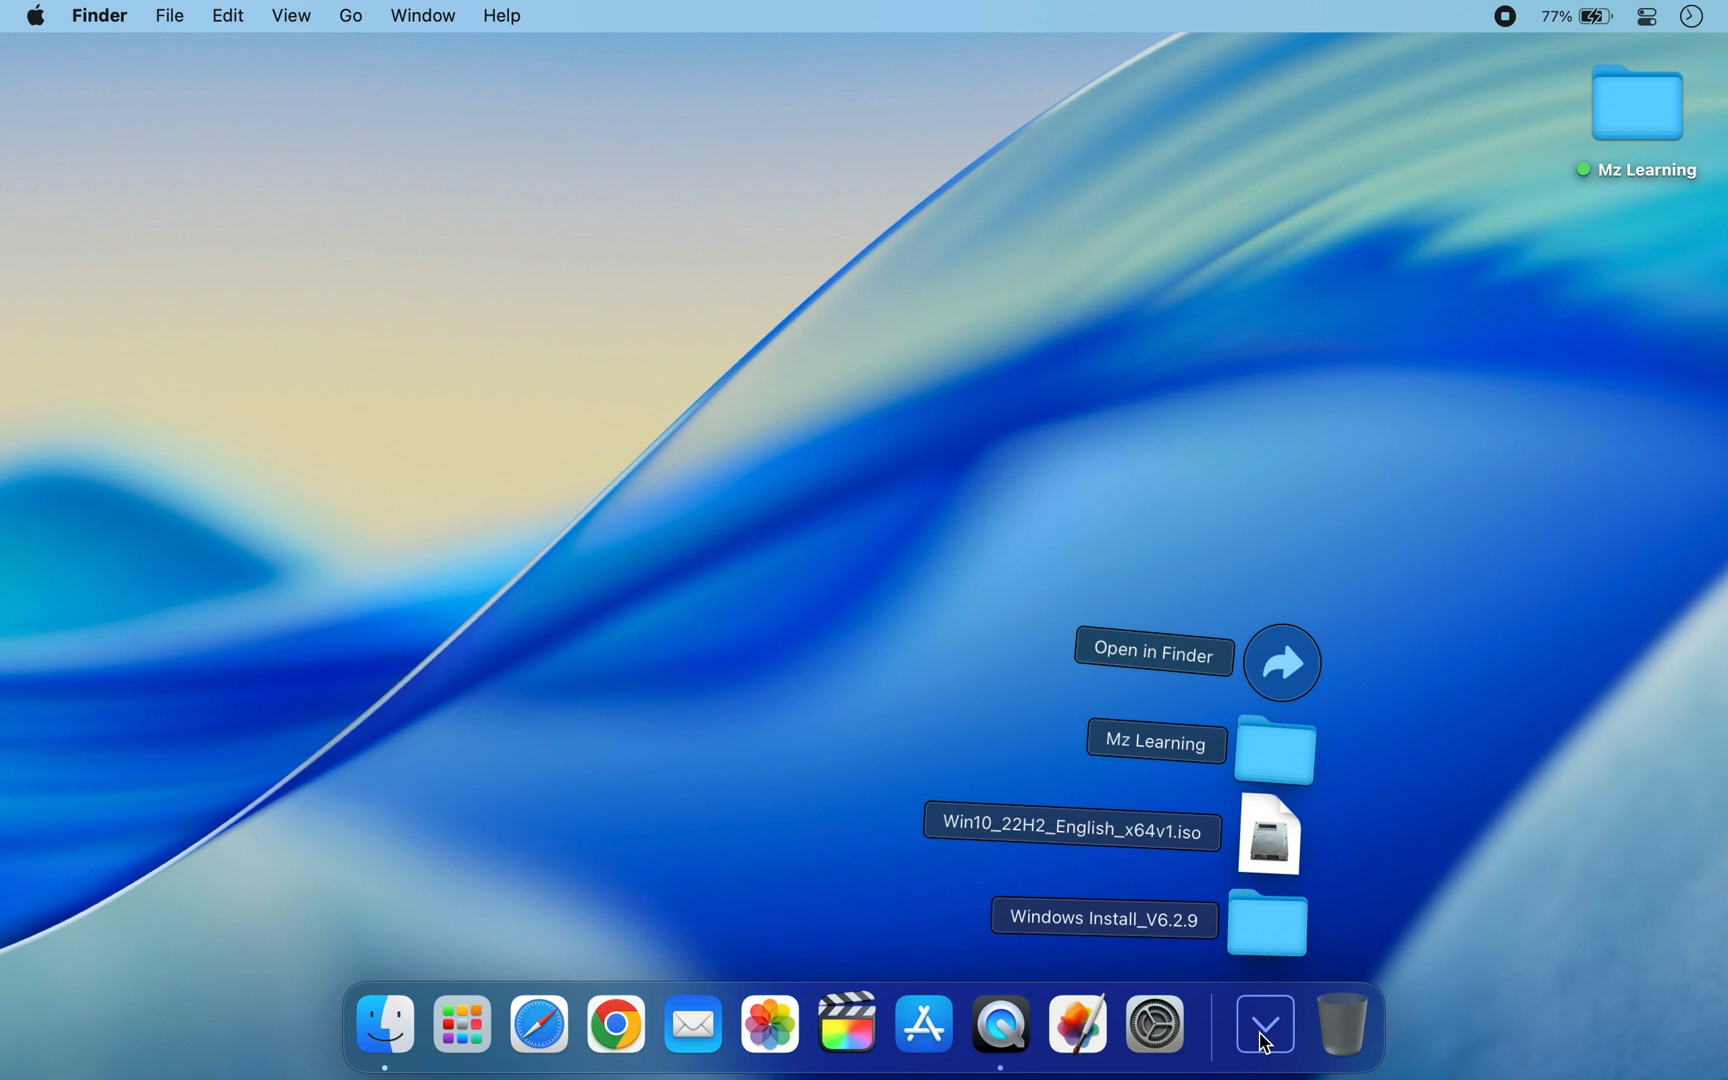 Finder File Edit View Go Window Help 77%
Mz Learning
Open in Finder
Mz Learning
Win10_22H2_English_x64v1.iso
Windows Install_V6.2.9